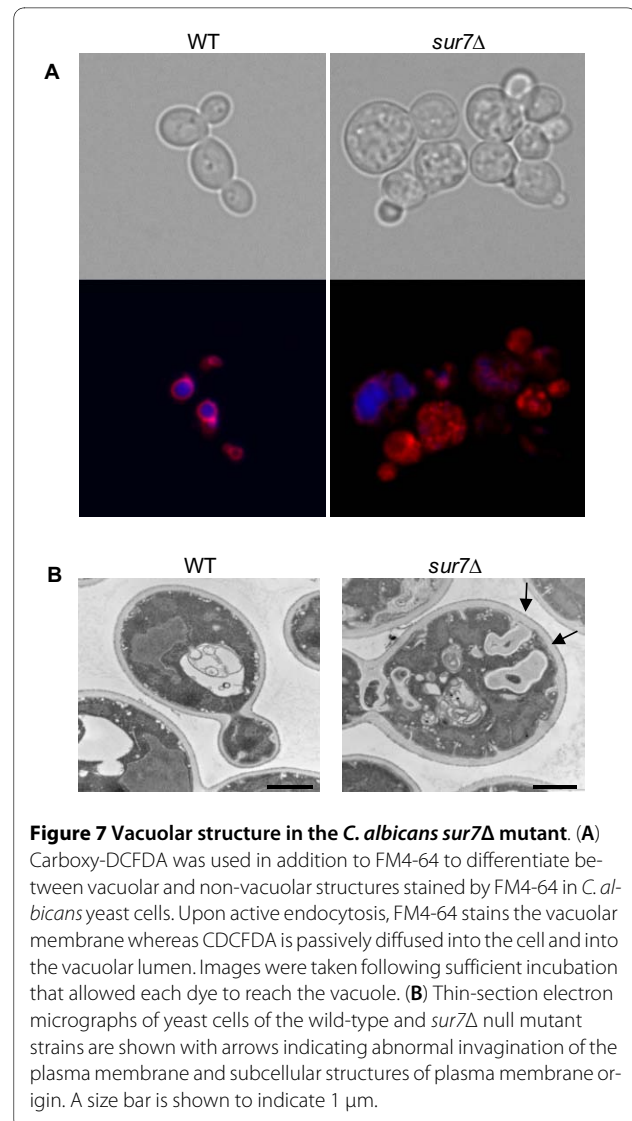 WT sur7Δ
A
WT sur7Δ
B
Figure 7 Vacuolar structure in the C. albicans sur7Δ mutant. (A)
Carboxy-DCFDA was used in addition to FM4-64 to differentiate be-
tween vacuolar and non-vacuolar structures stained by FM4-64 in C. al-
bicans yeast cells. Upon active endocytosis, FM4-64 stains the vacuolar
membrane whereas CDCFDA is passively diffused into the cell and into
the vacuolar lumen. Images were taken following sufficient incubation
that allowed each dye to reach the vacuole. (B) Thin-section electron
micrographs of yeast cells of the wild-type and sur7Δ null mutant
strains are shown with arrows indicating abnormal invagination of the
plasma membrane and subcellular structures of plasma membrane or-
igin. A size bar is shown to indicate 1 μm.